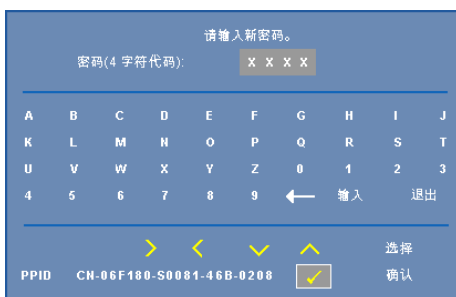 请输入新密码。
密码(4 字符代码): X X X X
A B C D E F G H I J
K L M N O P Q R S T
U V W X Y Z 0 1 2 3
4 5 6 7 8 9 ← 输入 退出
选择
PPID CN-06F180-S0081-46B-0208 ✓ 确认